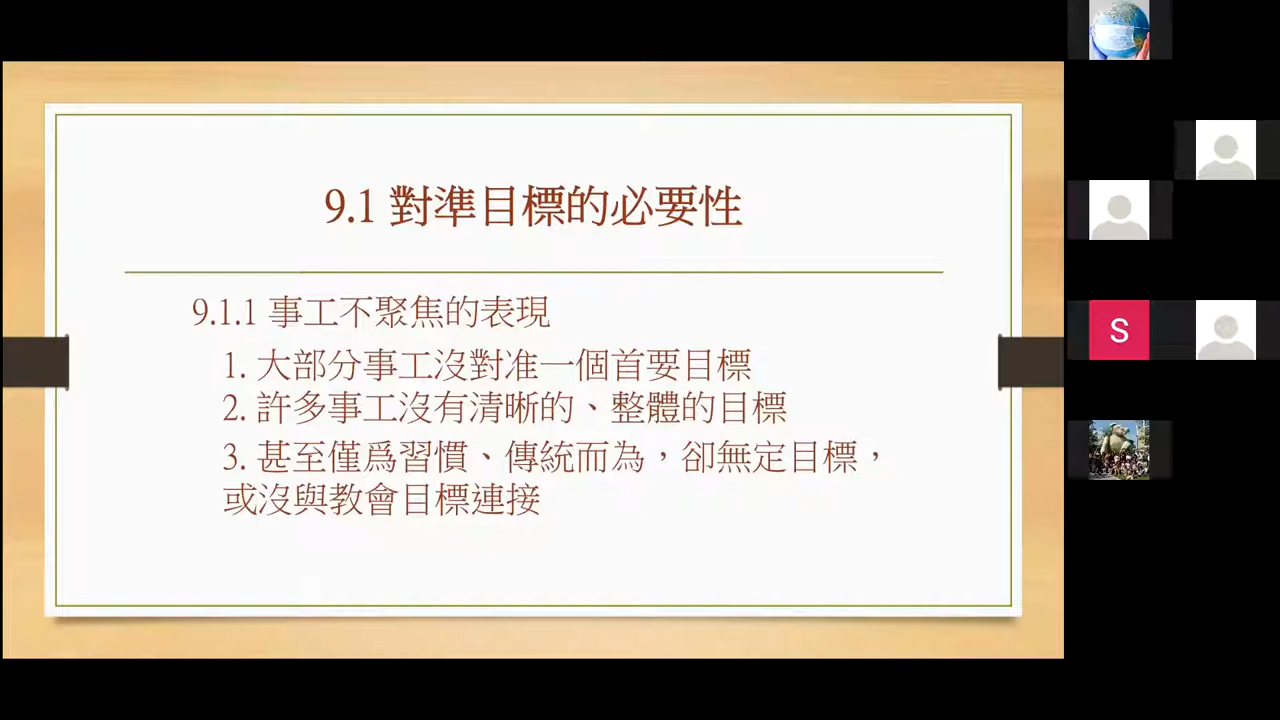 9.1 對準目標的必要性
9.1.1 事工不聚焦的表現
1. 大部分事工沒對准一個首要目標
2. 許多事工沒有清晰的、整體的目標
3. 甚至僅爲習慣、傳統而為，卻無定目標，
或沒與教會目標連接
S